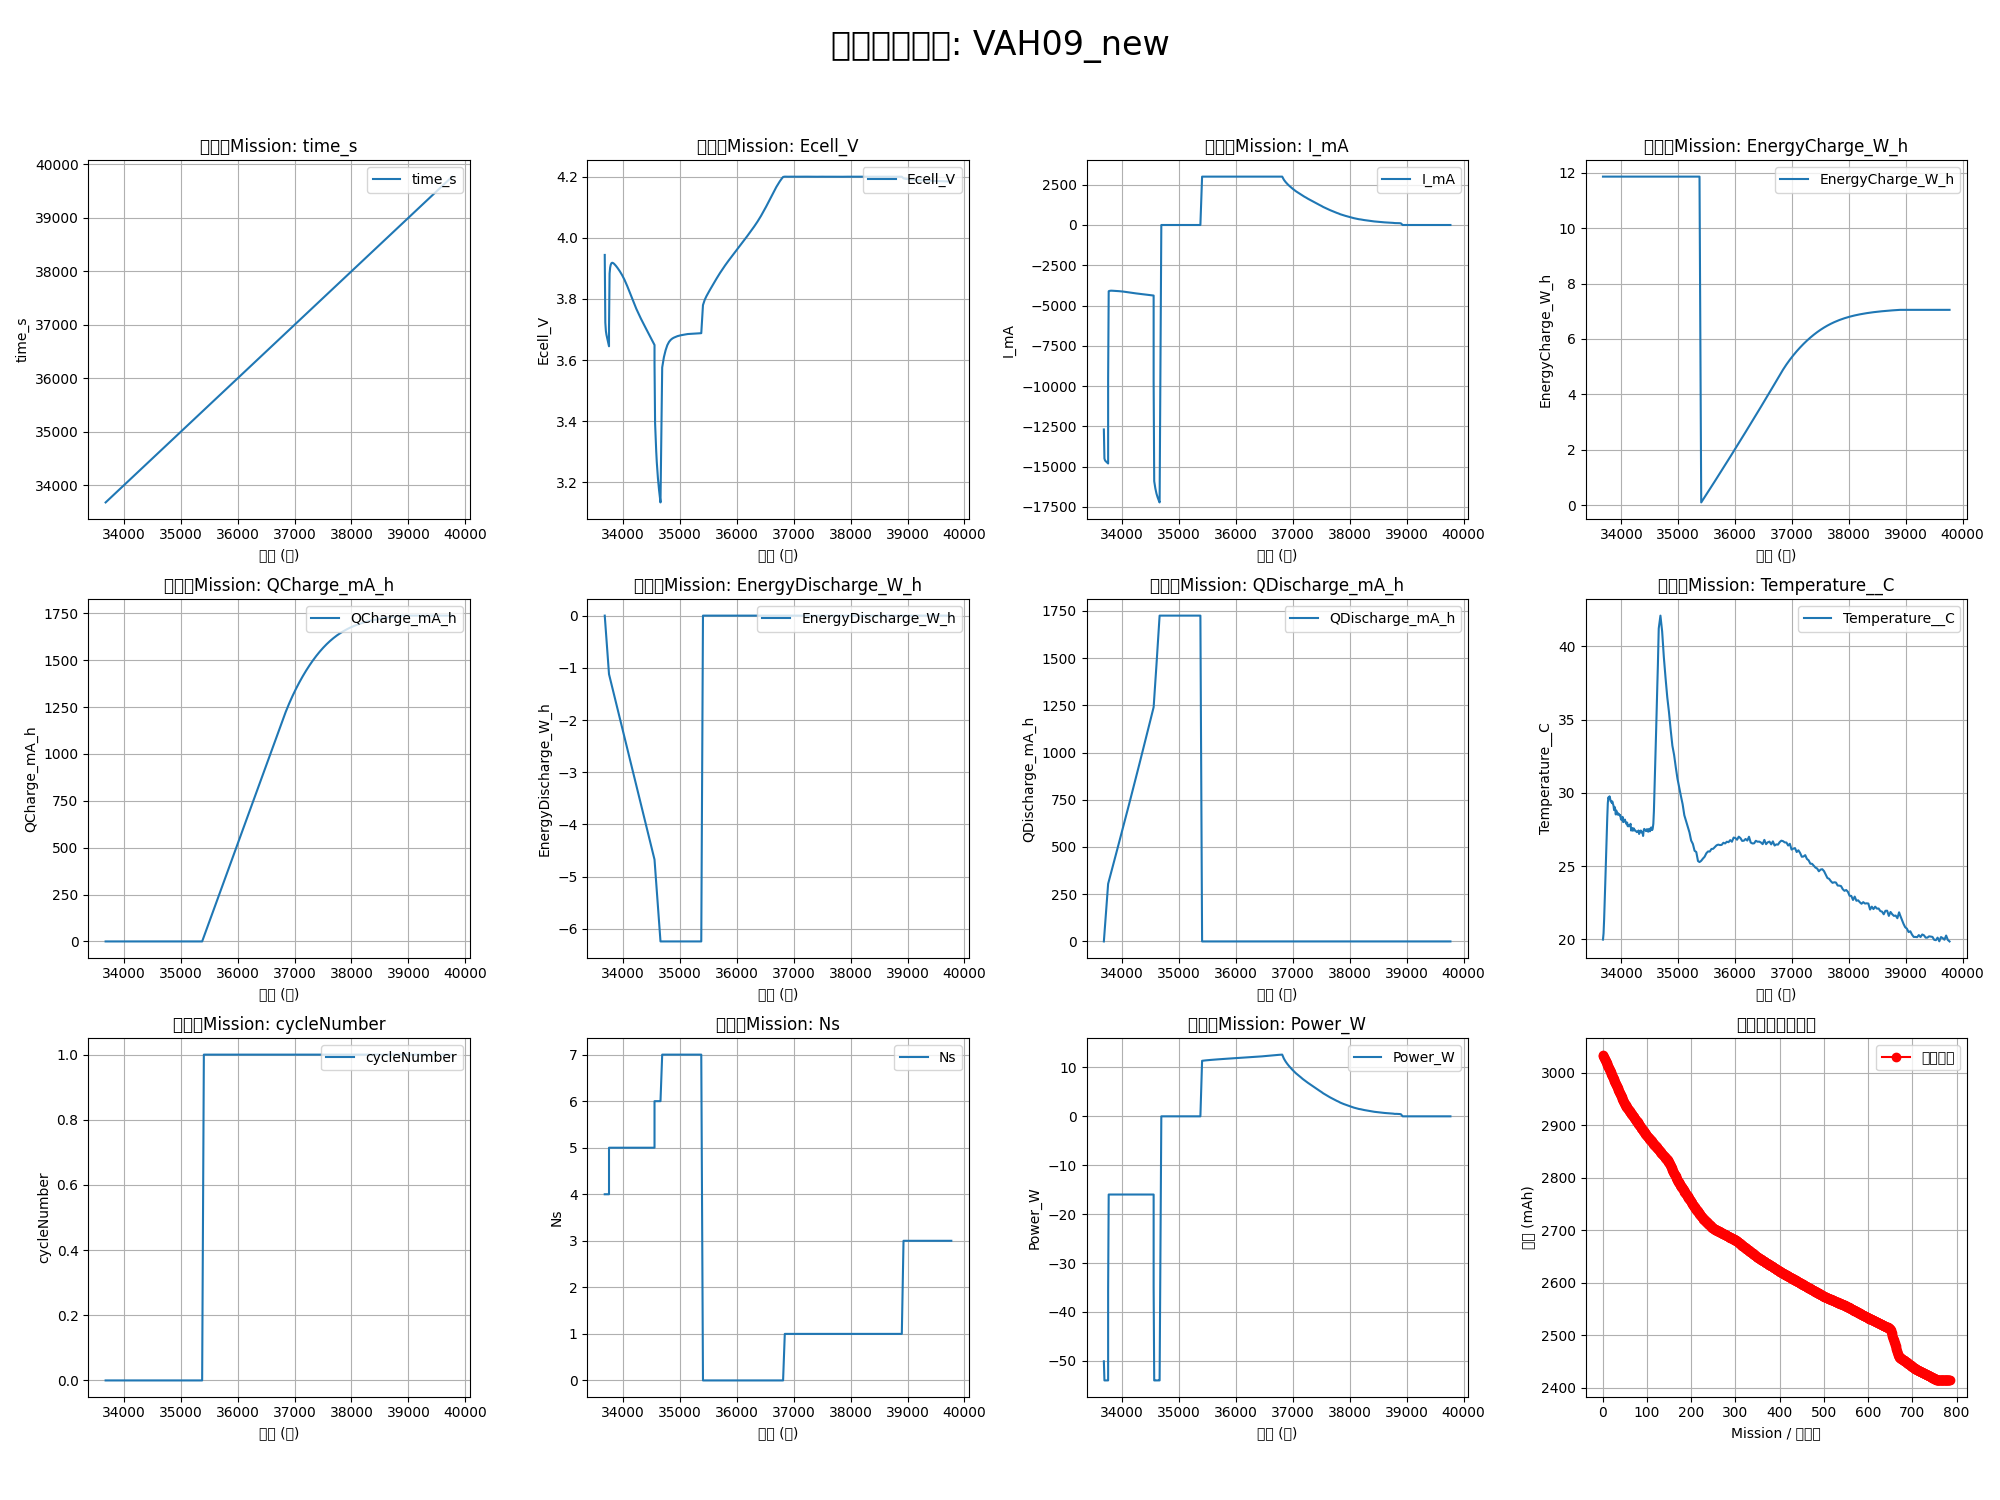 : VAH09_new
Mission: time_s
time_s
40000
39000
38000
37000
36000
35000
34000
time_s
34000 35000 36000 37000 38000 39000 40000
Mission: Ecell_V
Ecell_V
4.2
4.0
3.8
3.6
3.4
3.2
Ecell_V
34000 35000 36000 37000 38000 39000 40000
Mission: I_mA
I_mA
2500
0
−2500
−5000
−7500
−10000
−12500
−15000
−17500
I_mA
34000 35000 36000 37000 38000 39000 40000
Mission: EnergyCharge_W_h
EnergyCharge_W_h
12
10
8
6
4
2
0
EnergyCharge_W_h
34000 35000 36000 37000 38000 39000 40000
Mission: QCharge_mA_h
QCharge_mA_h
1750
1500
1250
1000
750
500
250
0
QCharge_mA_h
34000 35000 36000 37000 38000 39000 40000
Mission: EnergyDischarge_W_h
EnergyDischarge_W_h
0
−1
−2
−3
−4
−5
−6
EnergyDischarge_W_h
34000 35000 36000 37000 38000 39000 40000
Mission: QDischarge_mA_h
QDischarge_mA_h
1750
1500
1250
1000
750
500
250
0
QDischarge_mA_h
34000 35000 36000 37000 38000 39000 40000
Mission: Temperature__C
Temperature__C
40
35
30
25
20
Temperature__C
34000 35000 36000 37000 38000 39000 40000
Mission: cycleNumber
cycleNumber
1.0
0.8
0.6
0.4
0.2
0.0
cycleNumber
34000 35000 36000 37000 38000 39000 40000
Mission: Ns
Ns
7
6
5
4
3
2
1
0
Ns
34000 35000 36000 37000 38000 39000 40000
Mission: Power_W
Power_W
10
0
−10
−20
−30
−40
−50
Power_W
34000 35000 36000 37000 38000 39000 40000
3000
2900
2800
2700
2600
2500
2400
(mAh)
0 100 200 300 400 500 600 700 800
Mission /